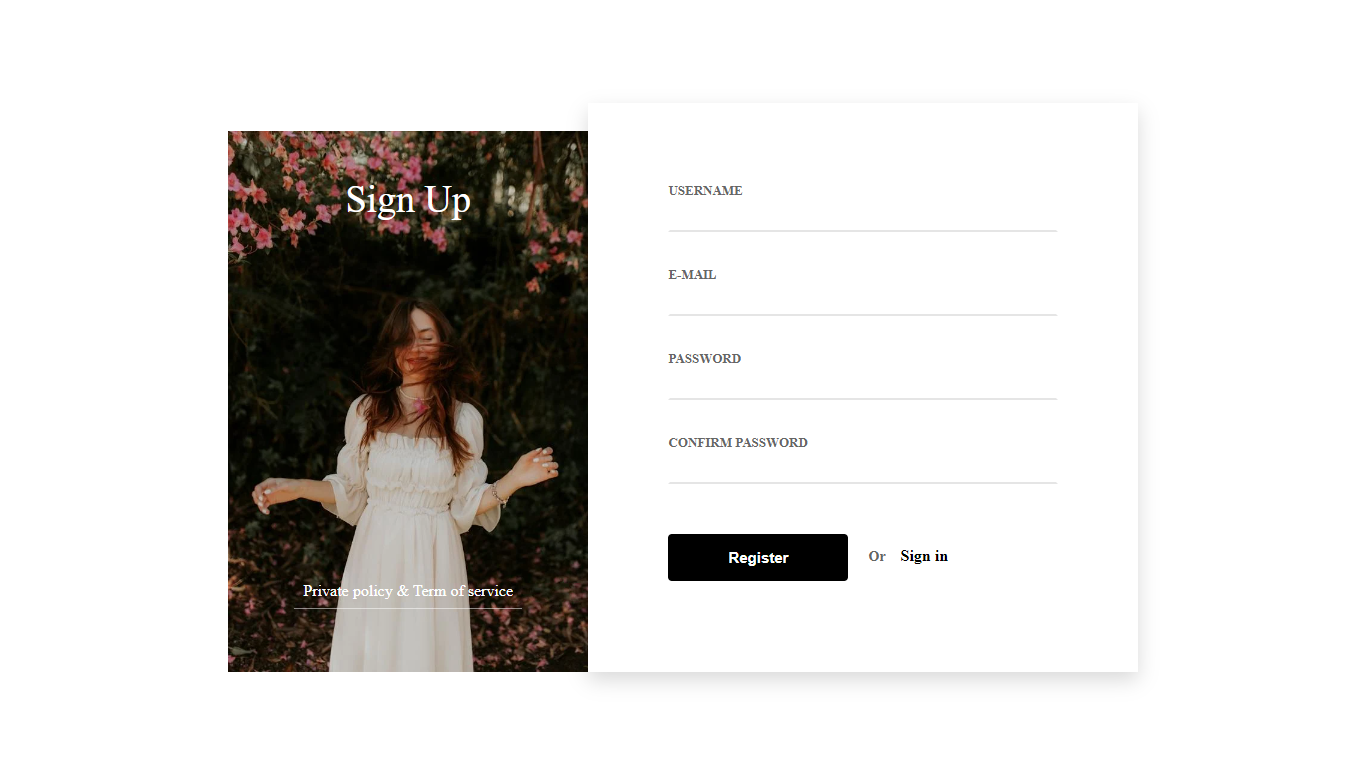 Sign Up
Private policy & Term of service
USERNAME
E-MAIL
PASSWORD
CONFIRM PASSWORD
Register Or Sign in